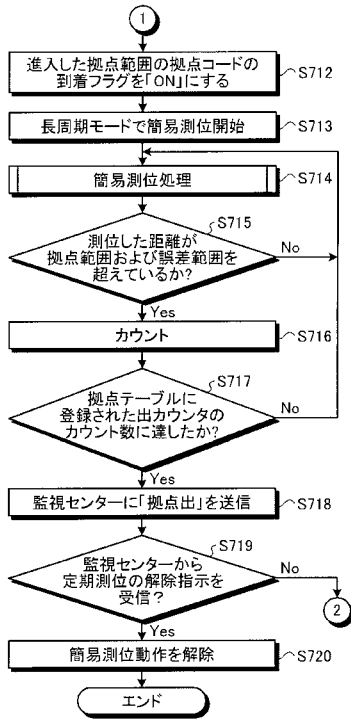 1
進入した拠点範囲の拠点コードの
到着フラグを「ON」にする
S712
長周期モードで簡易測位開始
S713
簡易測位処理
S714
S715
測位した距離が
拠点範囲および誤差範囲を
超えているか?
No
Yes
カウント
S716
S717
拠点テーブルに
登録された出カウンタの
カウント数に達したか?
No
Yes
監視センターに「拠点出」を送信
S718
S719
監視センターから
定期測位の解除指示を
受信?
No
2
Yes
簡易測位動作を解除
S720
エンド